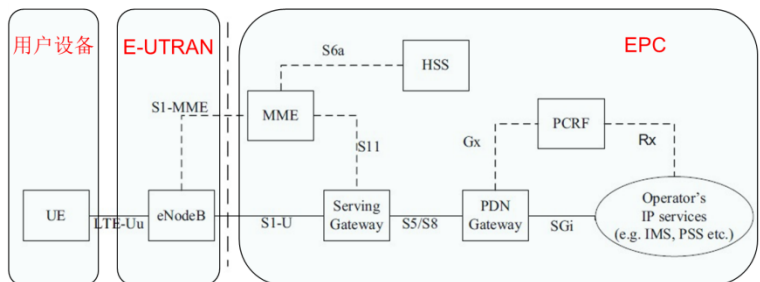 用户设备
E-UTRAN
EPC
S6a
HSS
S1-MME
MME
PCRF
S11
Gx
Rx
UE
LTE-Uu
eNodeB
S1-U
Serving
Gateway
S5/S8
PDN
Gateway
SGi
Operator's
IP services
(e.g. IMS, PSS etc.)